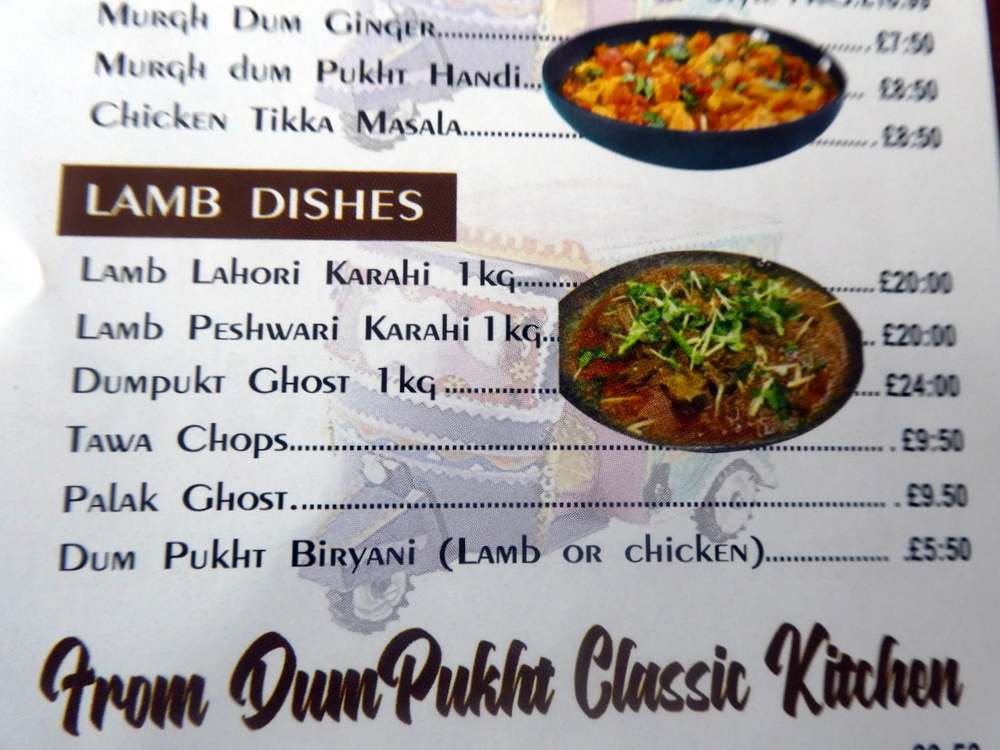 Murgh Dum Ginger.......... £7:50
Murgh dum Pukht Handi... £8:50
Chicken Tikka Masala.......... £8:50
LAMB DISHES
Lamb Lahori Karahi 1kg.......... £20:00
Lamb Peshwari Karahi 1kg... £20:00
Dumpukt Ghost 1kg .......... £24:00
Tawa Chops.......... £9:50
Palak Ghost........... £9.50
Dum Pukht Biryani (Lamb or chicken).......... £5:50
From DumPukht Classic Kitchen